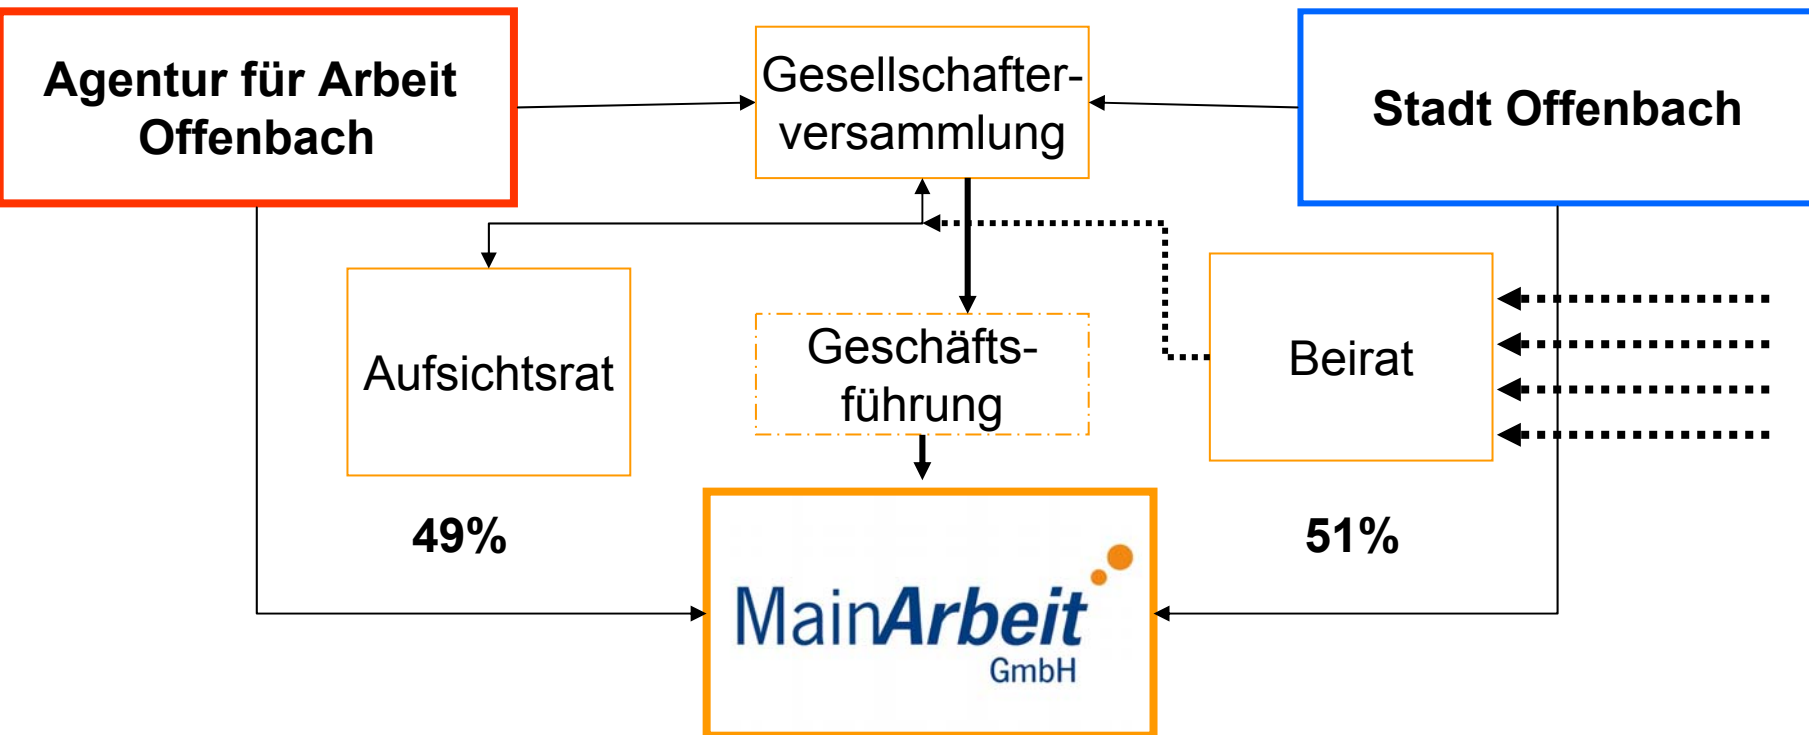 Agentur für Arbeit
Offenbach
Gesellschafter-
versammlung
Stadt Offenbach
Aufsichtsrat
Geschäfts-
führung
Beirat
49%
51%
MainArbeit
GmbH